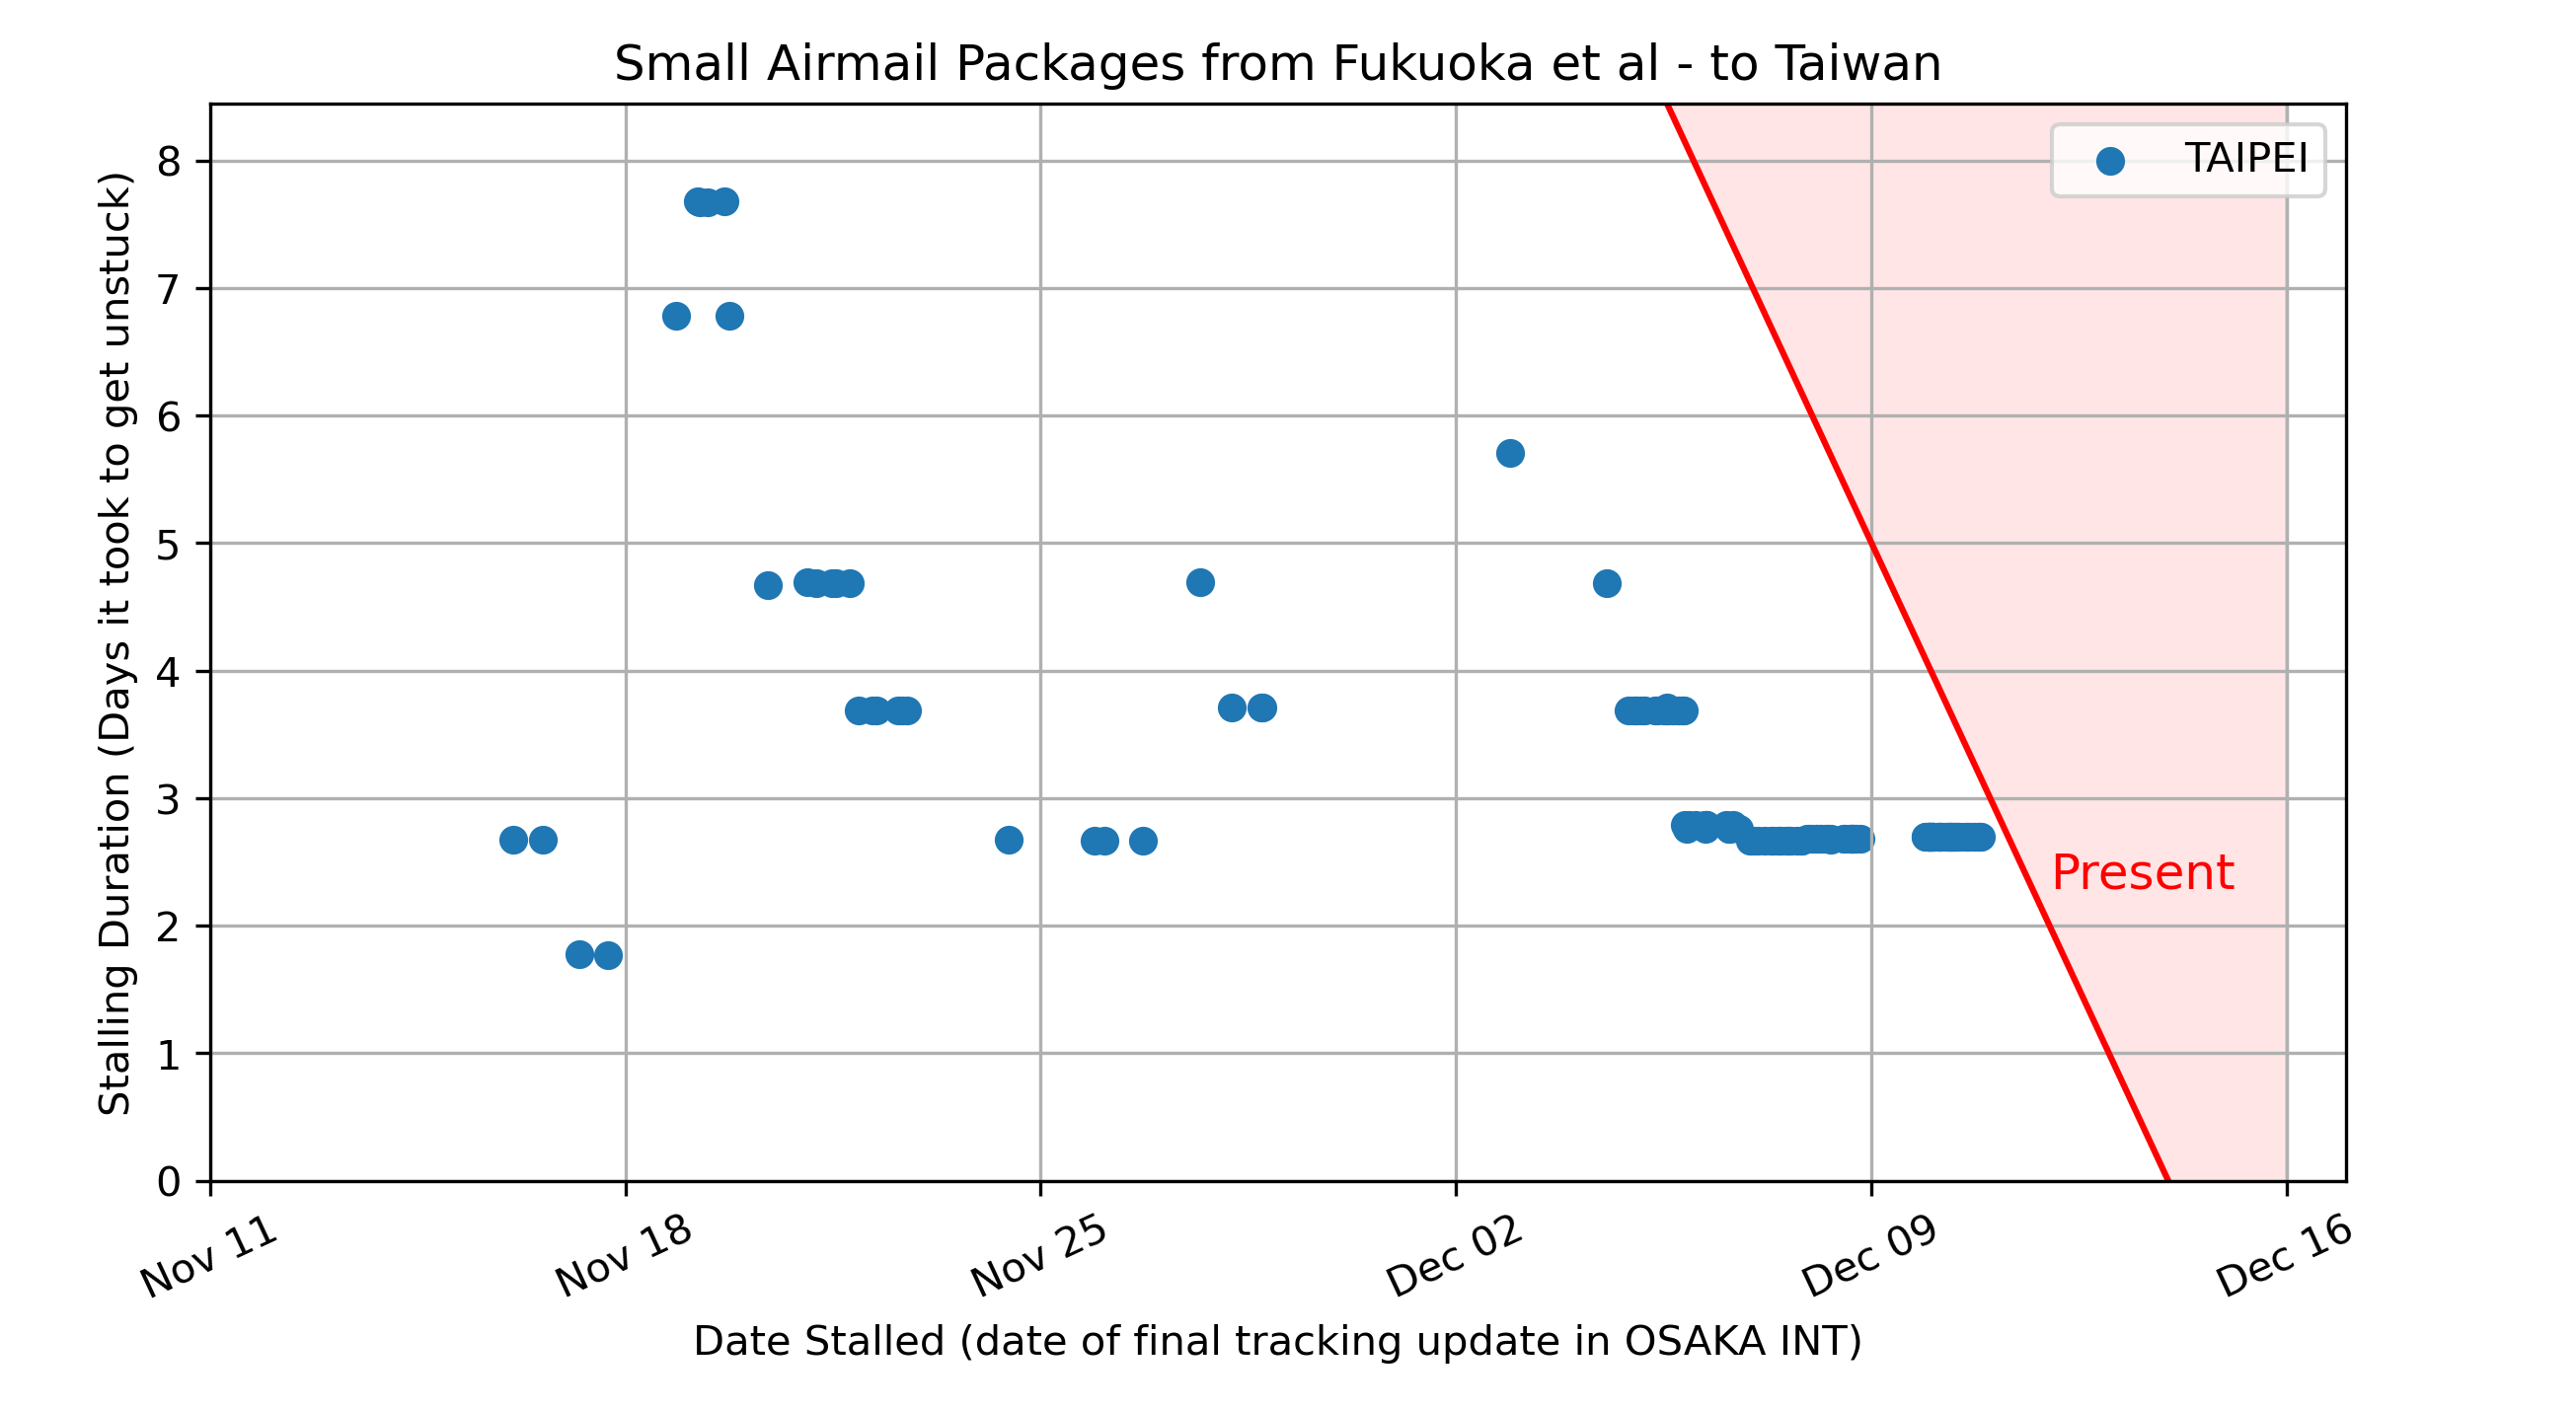 Small Airmail Packages from Fukuoka et al - to Taiwan
TAIPEI
Stalling Duration (Days it took to get unstuck)
8
7
6
5
4
3
2
1
0
Present
Nov 11
Nov 18
Nov 25
Dec 02
Dec 09
Dec 16
Date Stalled (date of final tracking update in OSAKA INT)